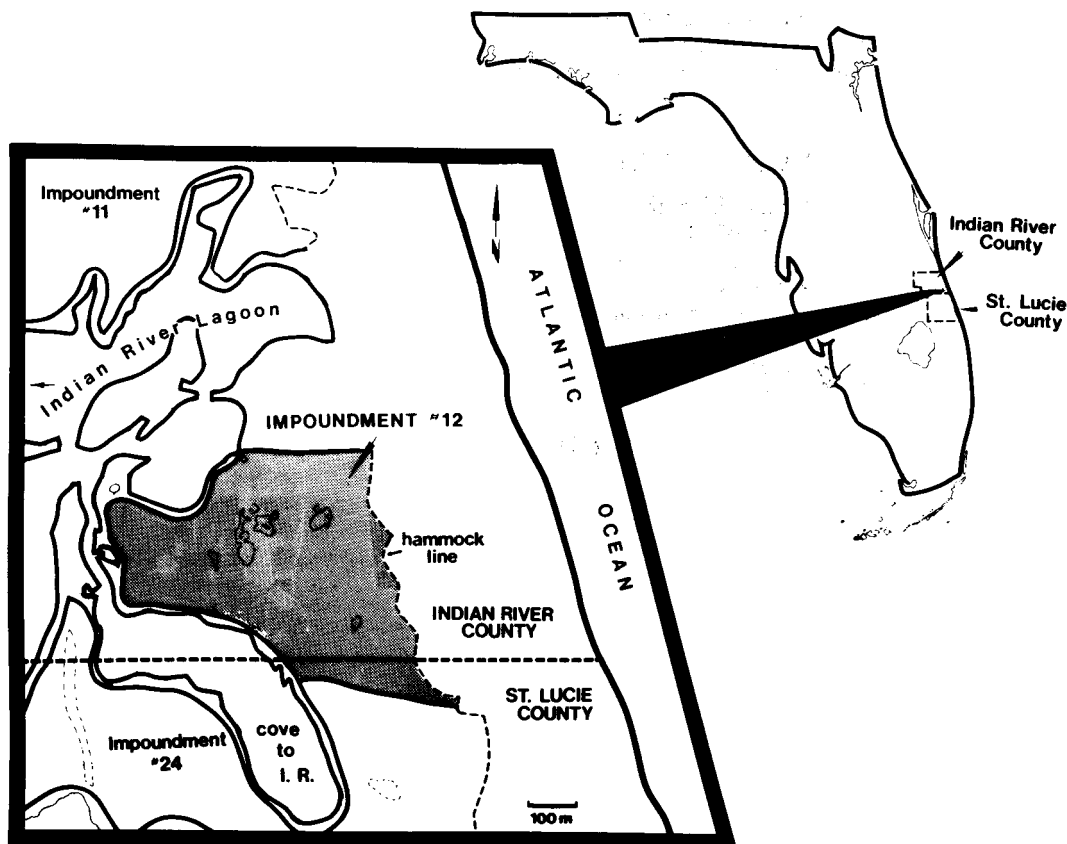 Impoundment
#11
Indian River Lagoon
IMPOUNDMENT #12
hammock
line
INDIAN RIVER
COUNTY
ST. LUCIE
COUNTY
Impoundment
#24
cove
to
I. R.
100 m
N
ATLANTIC
OCEAN
Indian River
County
St. Lucie
County